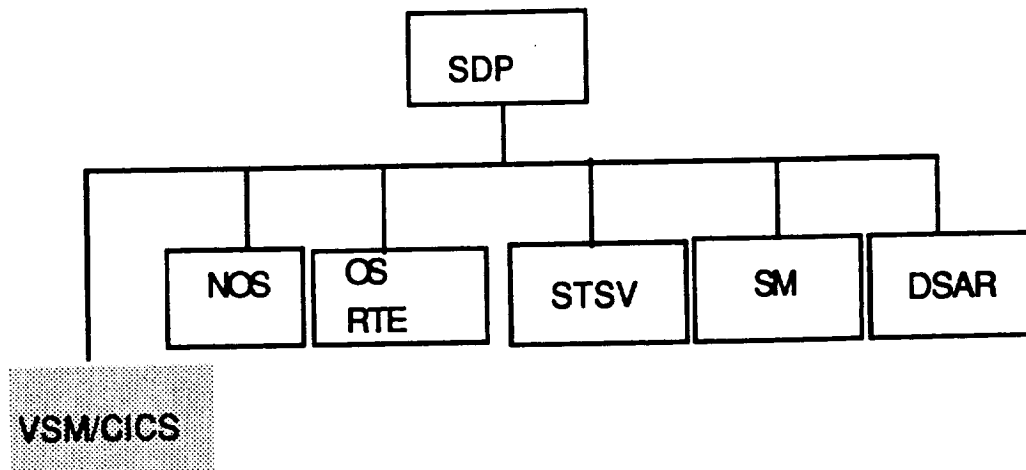 SDP
NOS
OS
RTE
STSV
SM
DSAR
VSM/CICS